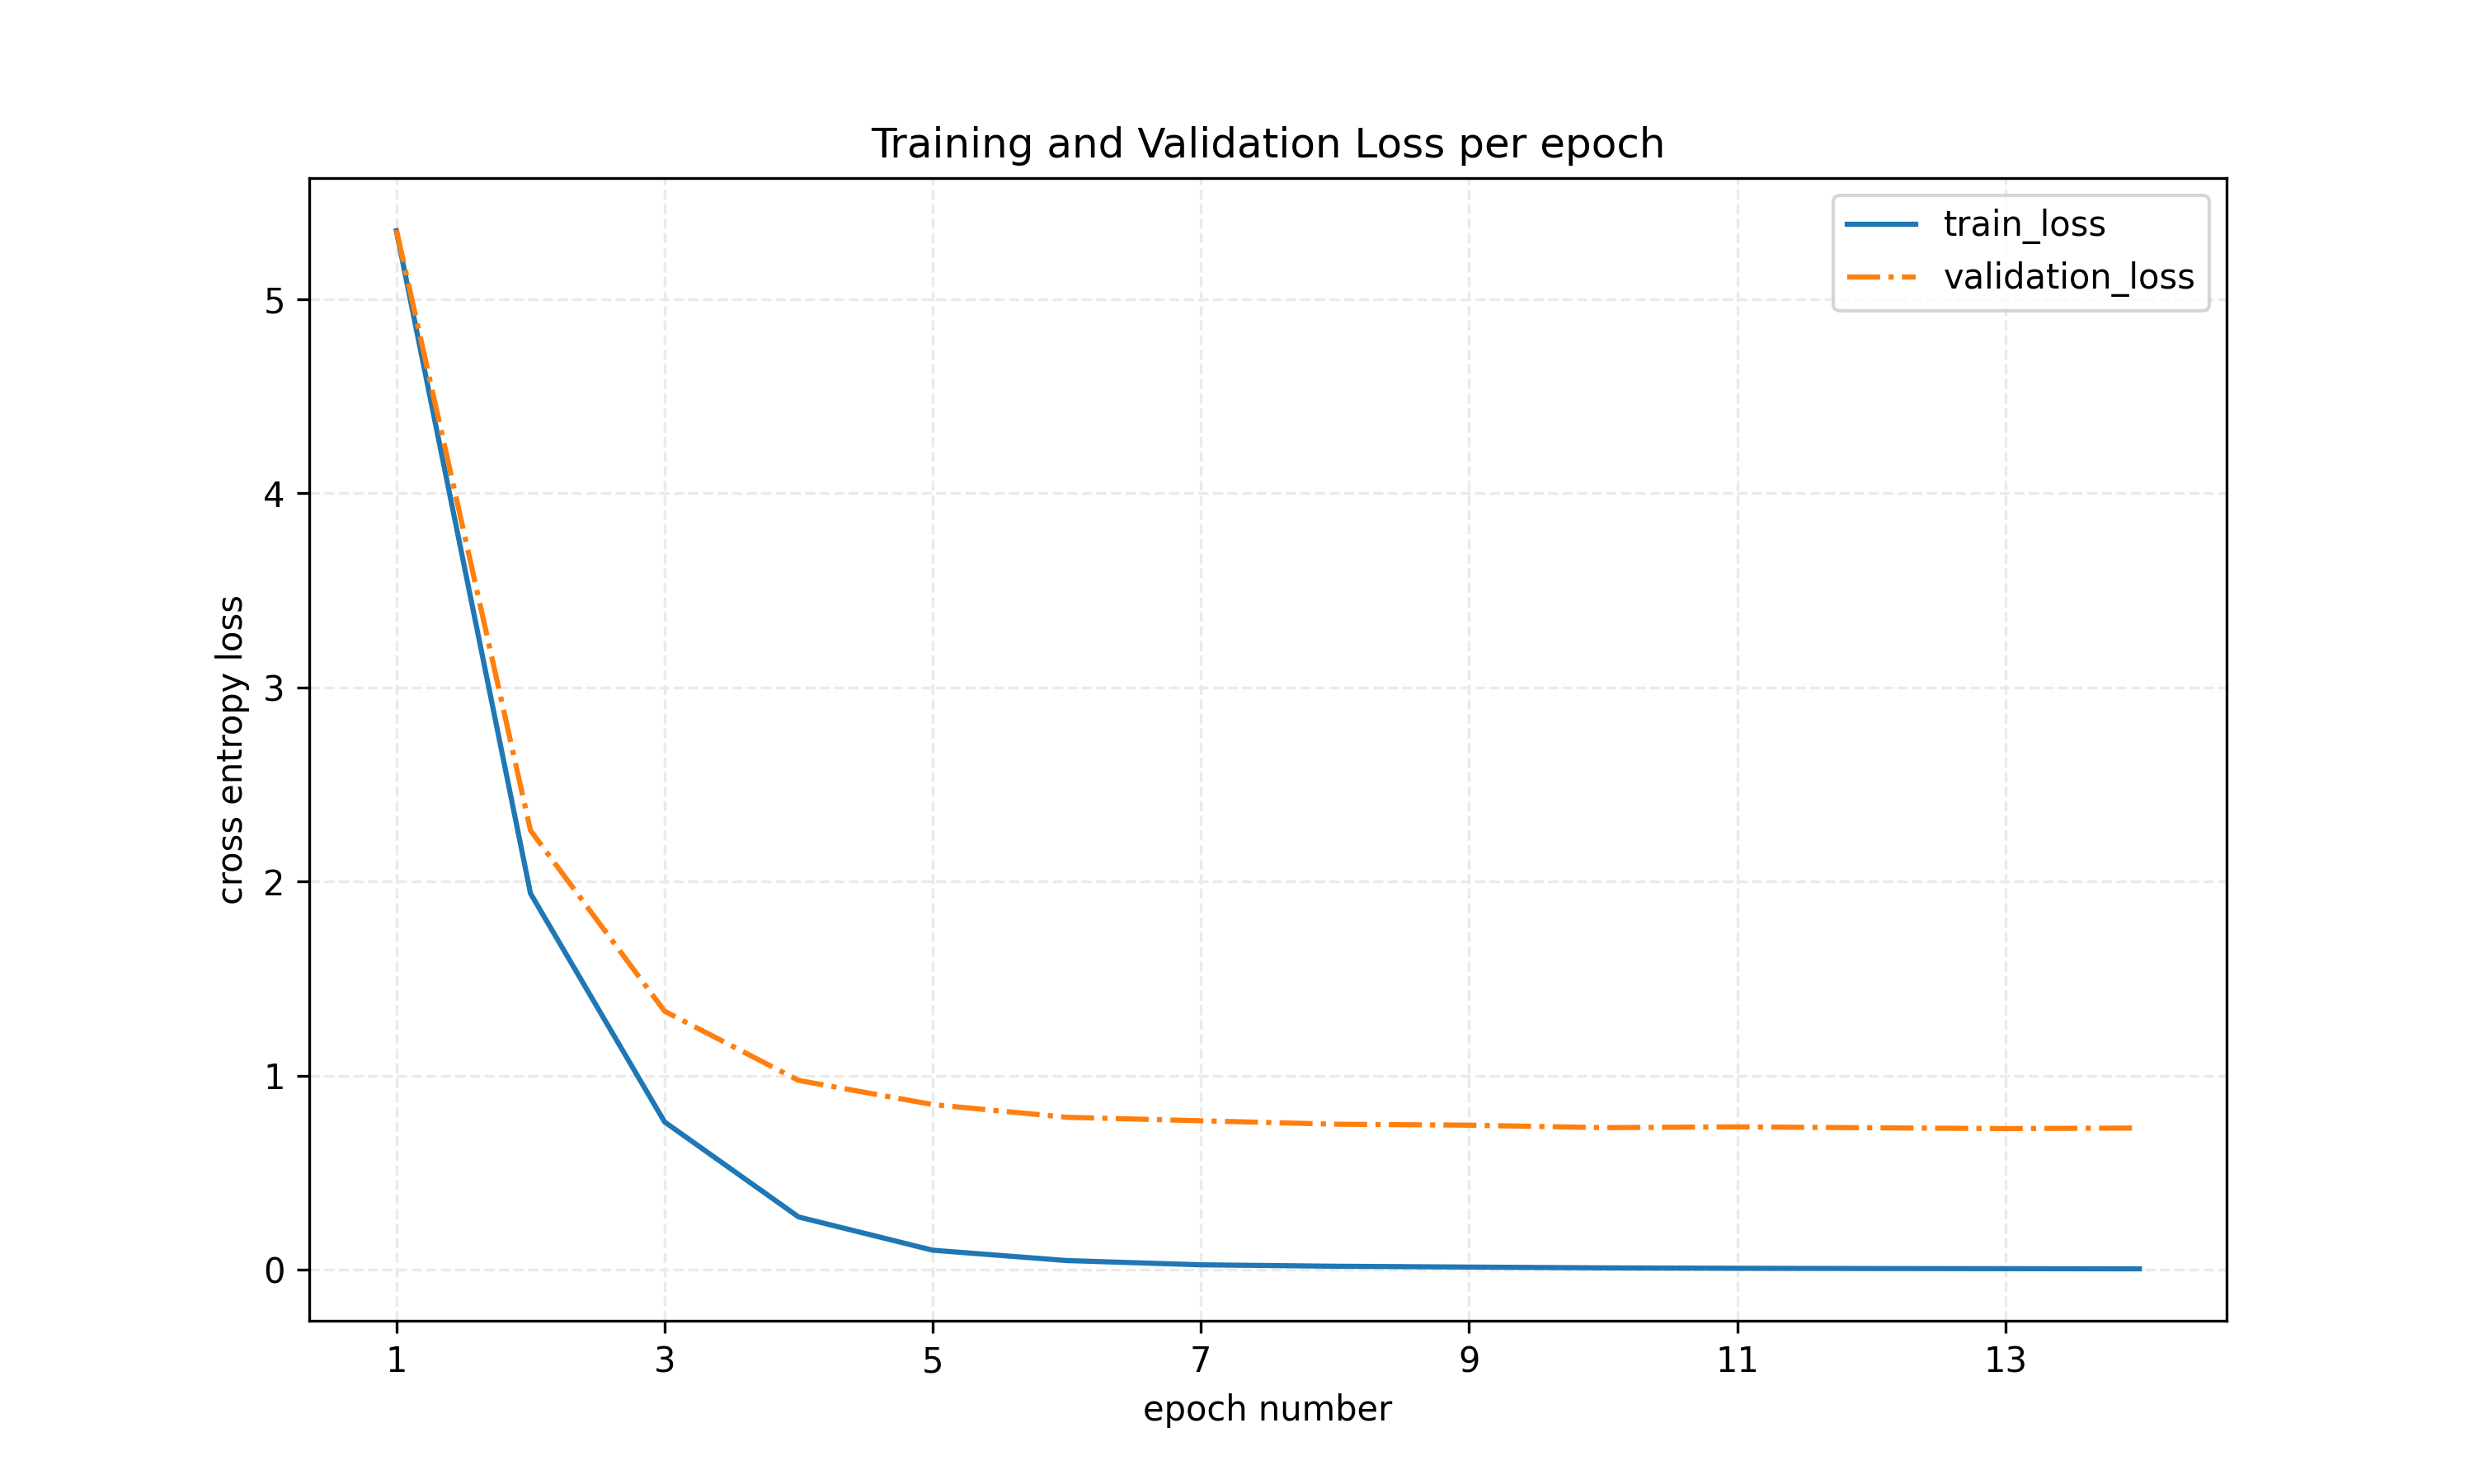 Training and Validation Loss per epoch
train_loss
validation_loss
cross entropy loss
5
4
3
2
1
0
1 3 5 7 9 11 13
epoch number